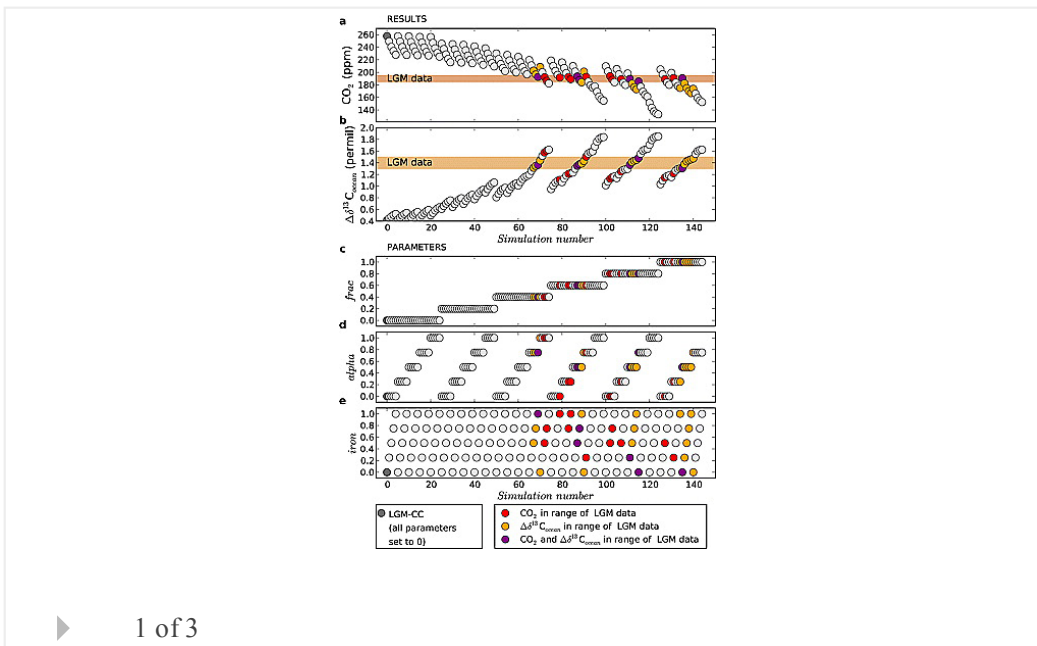 a RESULTS
260
240
220
200
180
160
140
CO2 (ppm)
LGM data
b
2.0
1.8
1.6
1.4
1.2
1.0
0.8
0.6
0.4
Δδ¹³Cocean (permil)
LGM data
0 20 40 60 80 100 120 140
Simulation number
PARAMETERS
c
1.0
0.8
0.6
0.4
0.2
0.0
frac
d
1.0
0.8
0.6
0.4
0.2
0.0
alpha
e
1.0
0.8
0.6
0.4
0.2
0.0
iron
0 20 40 60 80 100 120 140
Simulation number
LGM-CC
(all parameters
set to 0)
CO2 in range of LGM data
Δδ¹³Cocean in range of LGM data
CO2 and Δδ¹³Cocean in range of LGM data
1 of 3